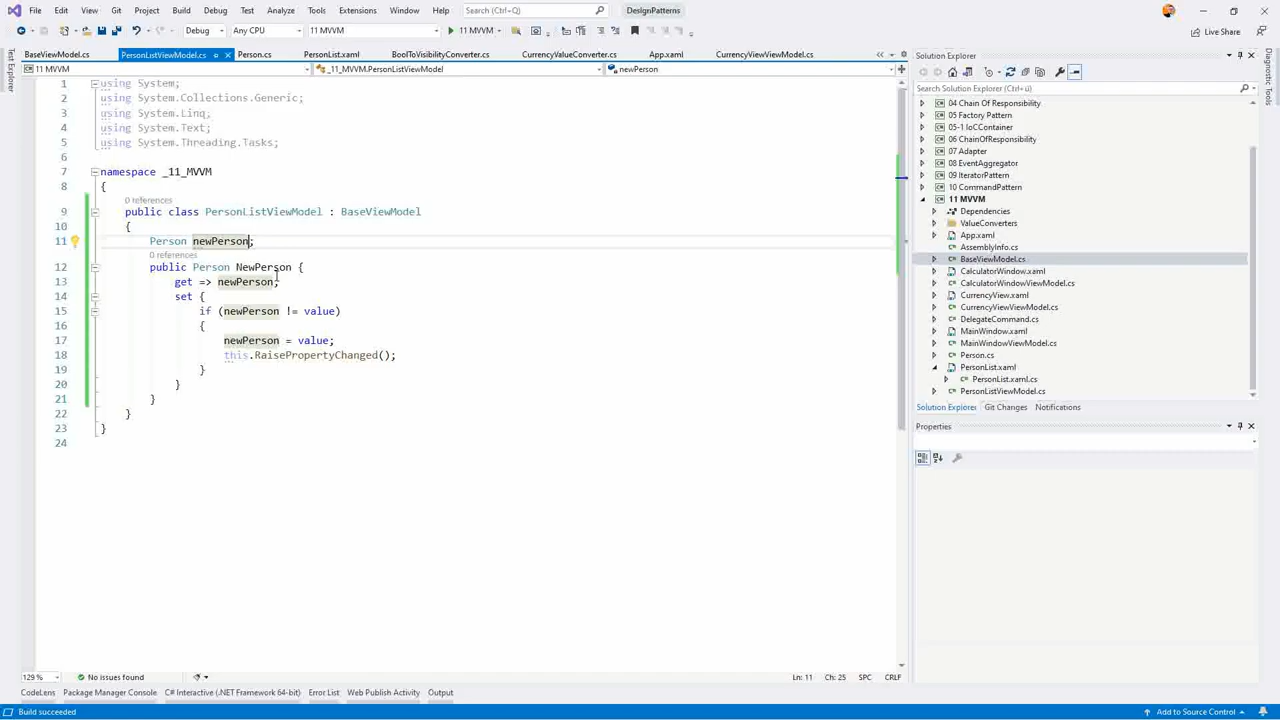 File Edit View Git Project Build Debug Test Analyze Tools Extensions Window Help Search (Ctrl+Q) DesignPatterns
Debug Any CPU 11 MVVM 11 MVVM Live Share
BaseViewModel.cs PersonListViewModel.cs Person.cs PersonList.xaml BoolToVisibilityConverter.cs CurrencyValueConverter.cs App.xaml CurrencyViewModel.cs
11 MVVM _11_MVVM.PersonListViewModel newPerson
Test Explorer
1 using System;
2 using System.Collections.Generic;
3 using System.Linq;
4 using System.Text;
5 using System.Threading.Tasks;
6
7 namespace _11_MVVM
8 {
0 references
9 public class PersonListViewModel : BaseViewModel
10 {
11 Person newPerson;
0 references
12 public Person NewPerson {
13 get => newPerson;
14 set {
15 if (newPerson != value)
16 {
17 newPerson = value;
18 this.RaisePropertyChanged();
19 }
20 }
21 }
22 }
23 }
24
129 % No issues found Ln: 11 Ch: 25 SPC CRLF
CodeLens Package Manager Console C# Interactive (.NET Framework 64-bit) Error List Web Publish Activity Output
Build succeeded Add to Source Control
Solution Explorer
Search Solution Explorer (Ctrl+ü)
04 Chain Of Responsibility
05 Factory Pattern
05-1 IoCContainer
06 ChainOfResponsibility
07 Adapter
08 EventAggregator
09 IteratorPattern
10 CommandPattern
11 MVVM
Dependencies
ValueConverters
App.xaml
AssemblyInfo.cs
BaseViewModel.cs
CalculatorWindow.xaml
CalculatorViewModel.cs
CurrencyView.xaml
CurrencyViewViewModel.cs
DelegateCommand.cs
MainWindow.xaml
MainWindowViewModel.cs
Person.cs
PersonList.xaml
PersonList.xaml.cs
PersonListViewModel.cs
Solution Explorer Git Changes Notifications
Properties
Diagnostic Tools